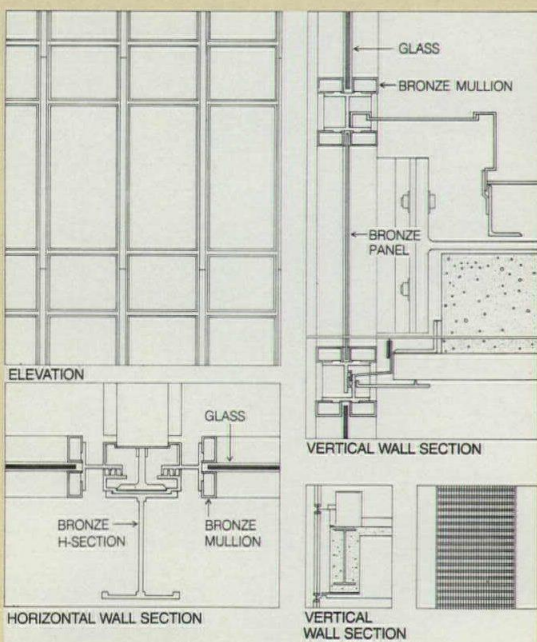 GLASS
BRONZE MULLION
BRONZE
PANEL
ELEVATION
VERTICAL WALL SECTION
GLASS
BRONZE
H-SECTION
BRONZE
MULLION
HORIZONTAL WALL SECTION
VERTICAL
WALL SECTION